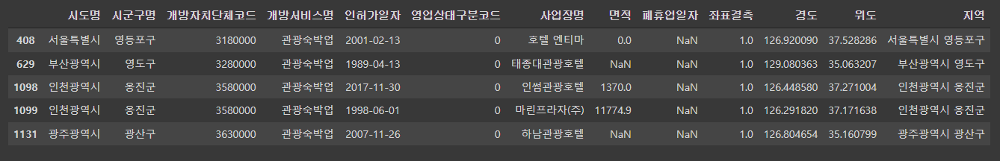 시도명 시군구명 개방자치단체코드 개방서비스명 인허가일자 영업상태구분코드 사업장명 면적 폐휴업일자 좌표결측 경도 위도 지역
408 서울특별시 영등포구 3180000 관광숙박업 2001-02-13 0 호텔 엔티마 0.0 NaN 1.0 126.920090 37.528286 서울특별시 영등포구
629 부산광역시 영도구 3280000 관광숙박업 1989-04-13 0 태종대관광호텔 NaN NaN 1.0 129.080363 35.063207 부산광역시 영도구
1098 인천광역시 옹진군 3580000 관광숙박업 2017-11-30 0 인썸관광호텔 1370.0 NaN 1.0 126.448580 37.271004 인천광역시 옹진군
1099 인천광역시 옹진군 3580000 관광숙박업 1998-06-01 0 마린프라자(주) 11774.9 NaN 1.0 126.291820 37.171638 인천광역시 옹진군
1131 광주광역시 광산구 3630000 관광숙박업 2007-11-26 0 하남관광호텔 NaN NaN 1.0 126.804654 35.160799 광주광역시 광산구